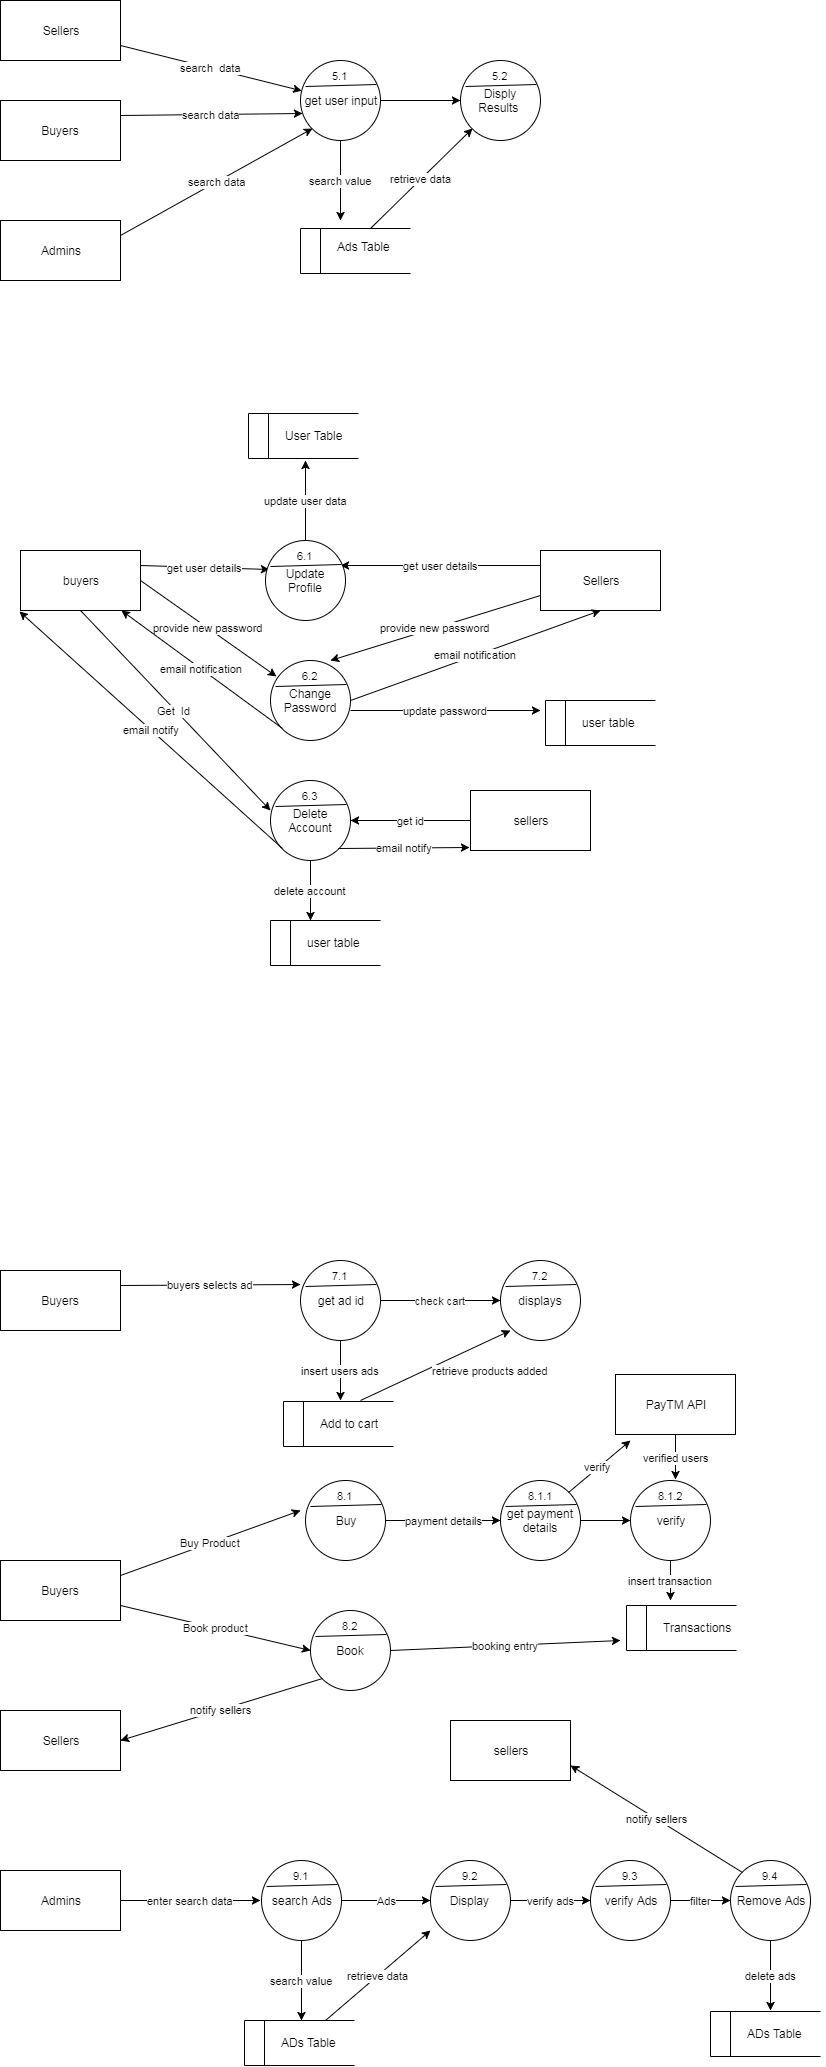 Sellers
search  data
5.1
get user input
5.2
Disply
Results
Buyers
search data
search data
search value
retrieve data
Admins
Ads Table
User Table
update user data
buyers
get user details
6.1
Update
Profile
get user details
Sellers
provide new password
provide new password
email notification
email notification
6.2
Change
Password
Get  Id
update password
user table
email notify
6.3
Delete
Account
get id
sellers
email notify
delete account
user table
Buyers
buyers selects ad
7.1
get ad id
check cart
7.2
displays
insert users ads
retrieve products added
Add to cart
PayTM API
verify
verified users
8.1
Buy
payment details
8.1.1
get payment
details
8.1.2
verify
Buy Product
Buyers
insert transaction
Book product
8.2
Book
booking entry
Transactions
notify sellers
Sellers
sellers
notify sellers
Admins
enter search data
9.1
search Ads
Ads
9.2
Display
verify ads
9.3
verify Ads
filter
9.4
Remove Ads
search value
retrieve data
delete ads
ADs Table
ADs Table